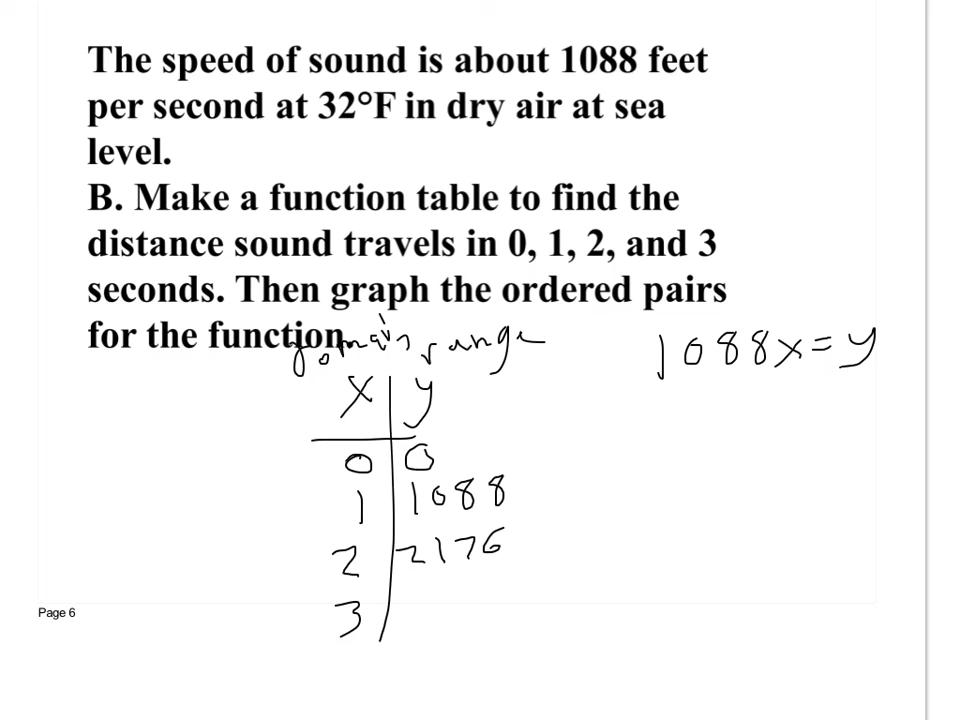 The speed of sound is about 1088 feet
per second at 32°F in dry air at sea
level.
B. Make a function table to find the
distance sound travels in 0, 1, 2, and 3
seconds. Then graph the ordered pairs
for the function.
domain range
1088x = y
x y
0 0
1 1088
2 2176
3
Page 6